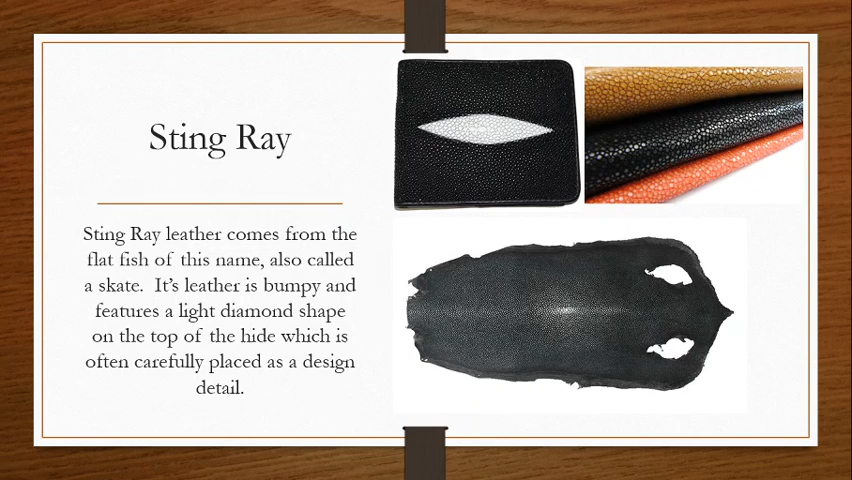 Sting Ray
Sting Ray leather comes from the
flat fish of this name, also called
a skate.  It's leather is bumpy and
features a light diamond shape
on the top of the hide which is
often carefully placed as a design
detail.